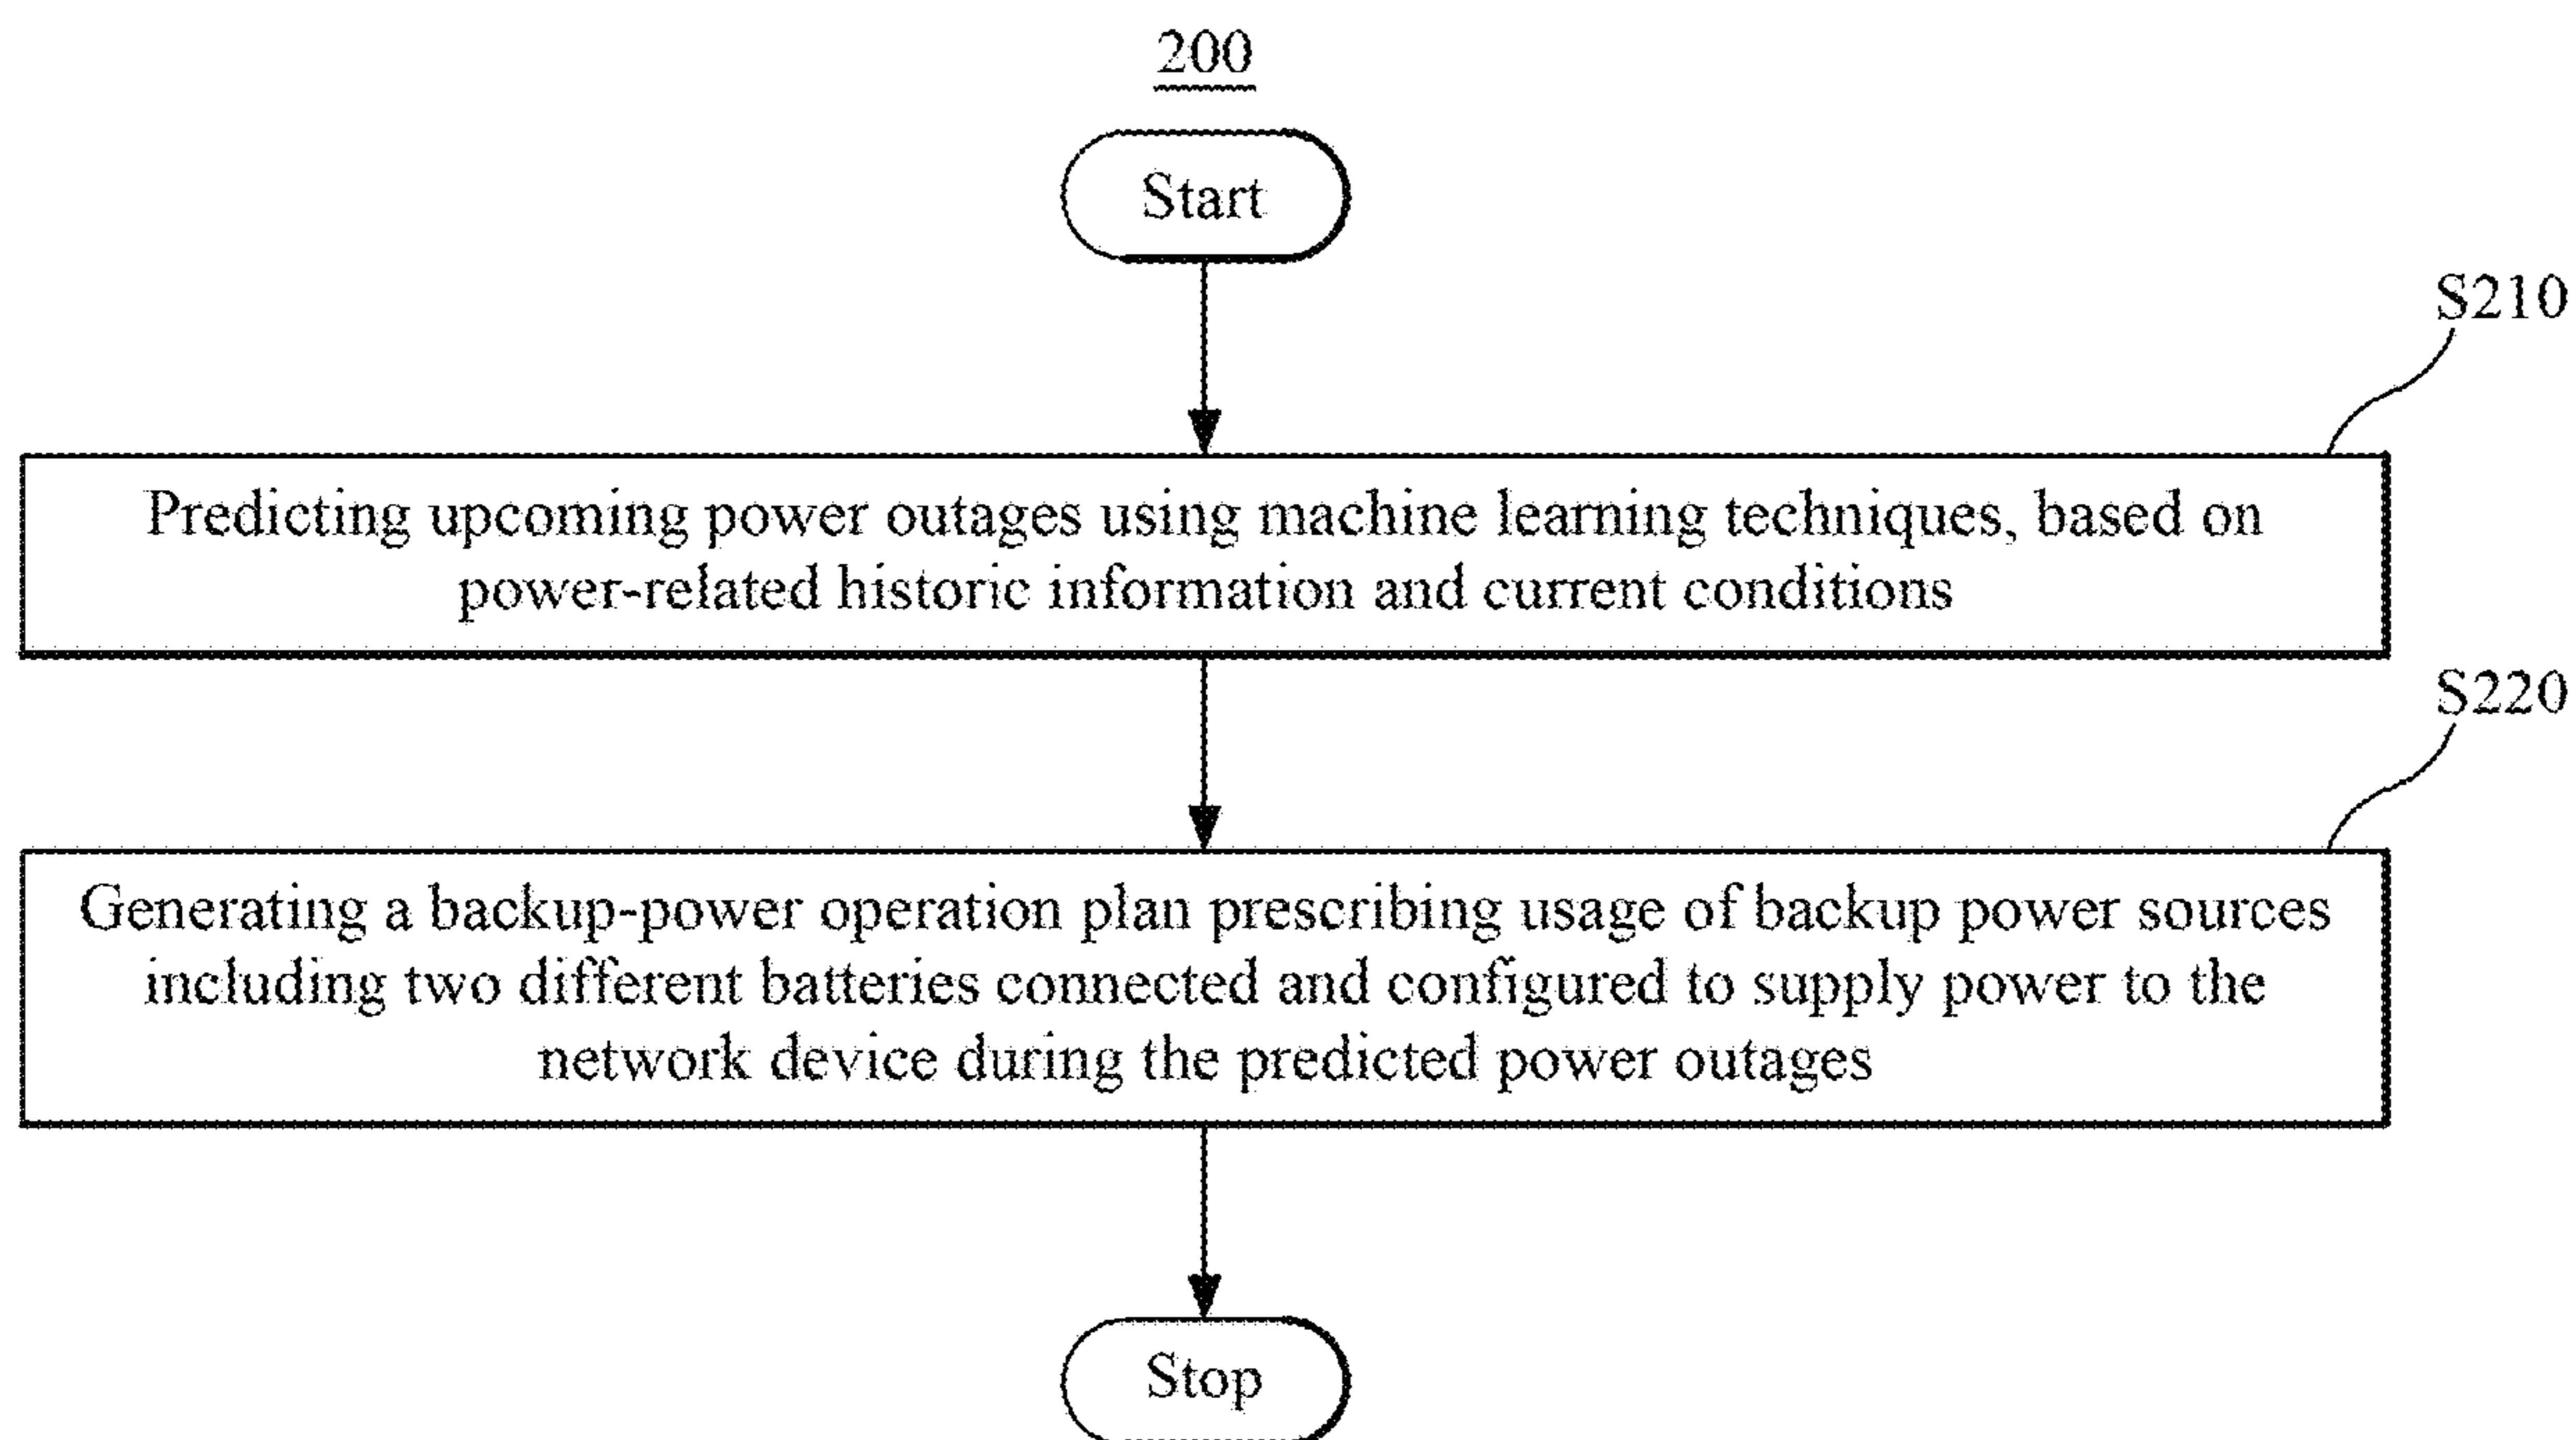 200
Start
S210
Predicting upcoming power outages using machine learning techniques, based on
power-related historic information and current conditions
S220
Generating a backup-power operation plan prescribing usage of backup power sources
including two different batteries connected and configured to supply power to the
network device during the predicted power outages
Stop